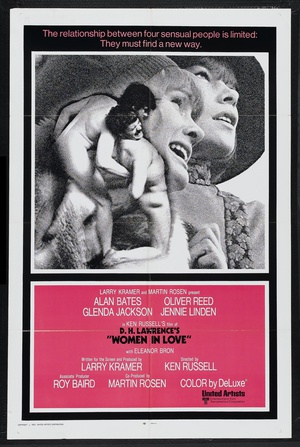 The relationship between four sensual people is limited:
They must find a new way.
LARRY KRAMER and MARTIN ROSEN present
ALAN BATES OLIVER REED
GLENDA JACKSON JENNIE LINDEN
in KEN RUSSELL'S film of
D. H. LAWRENCE'S
"WOMEN IN LOVE"
with ELEANOR BRON
Written for the Screen and Produced by Directed by
LARRY KRAMER KEN RUSSELL
Associate Producer Co-Produced by
ROY BAIRD MARTIN ROSEN COLOR by DeLuxe
United Artists